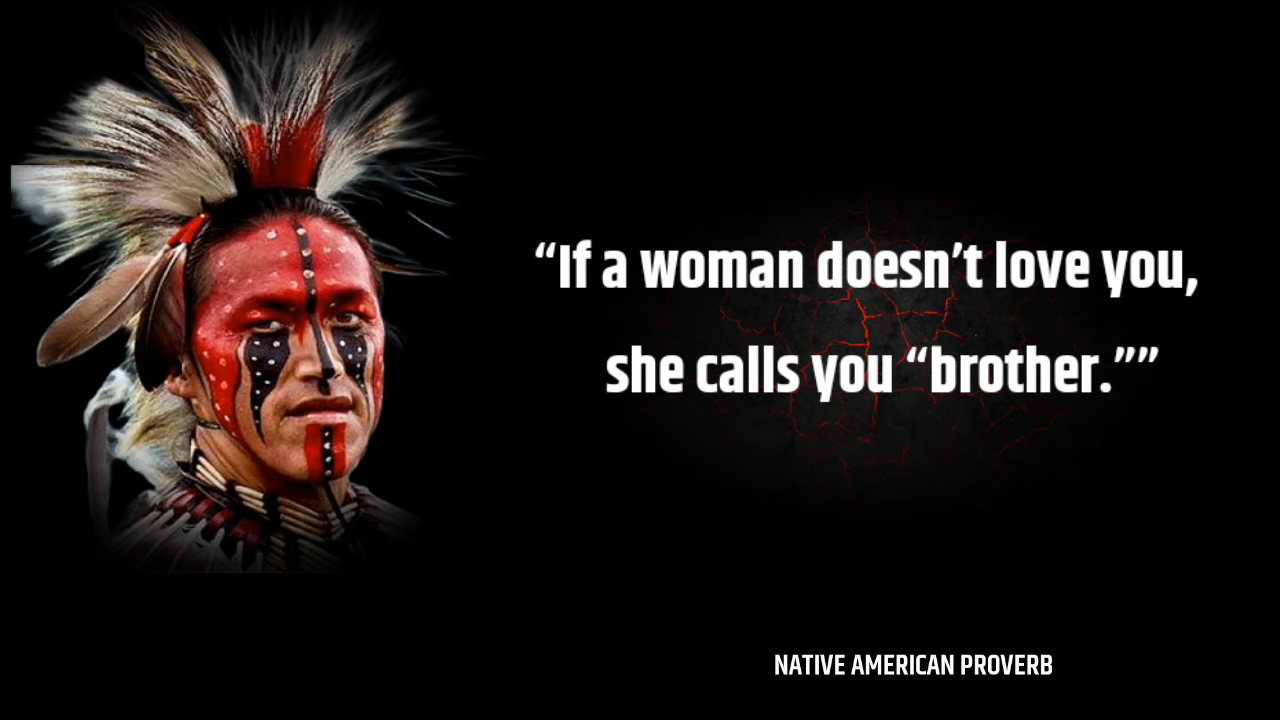 “If a woman doesn’t love you,
she calls you “brother.””
NATIVE AMERICAN PROVERB